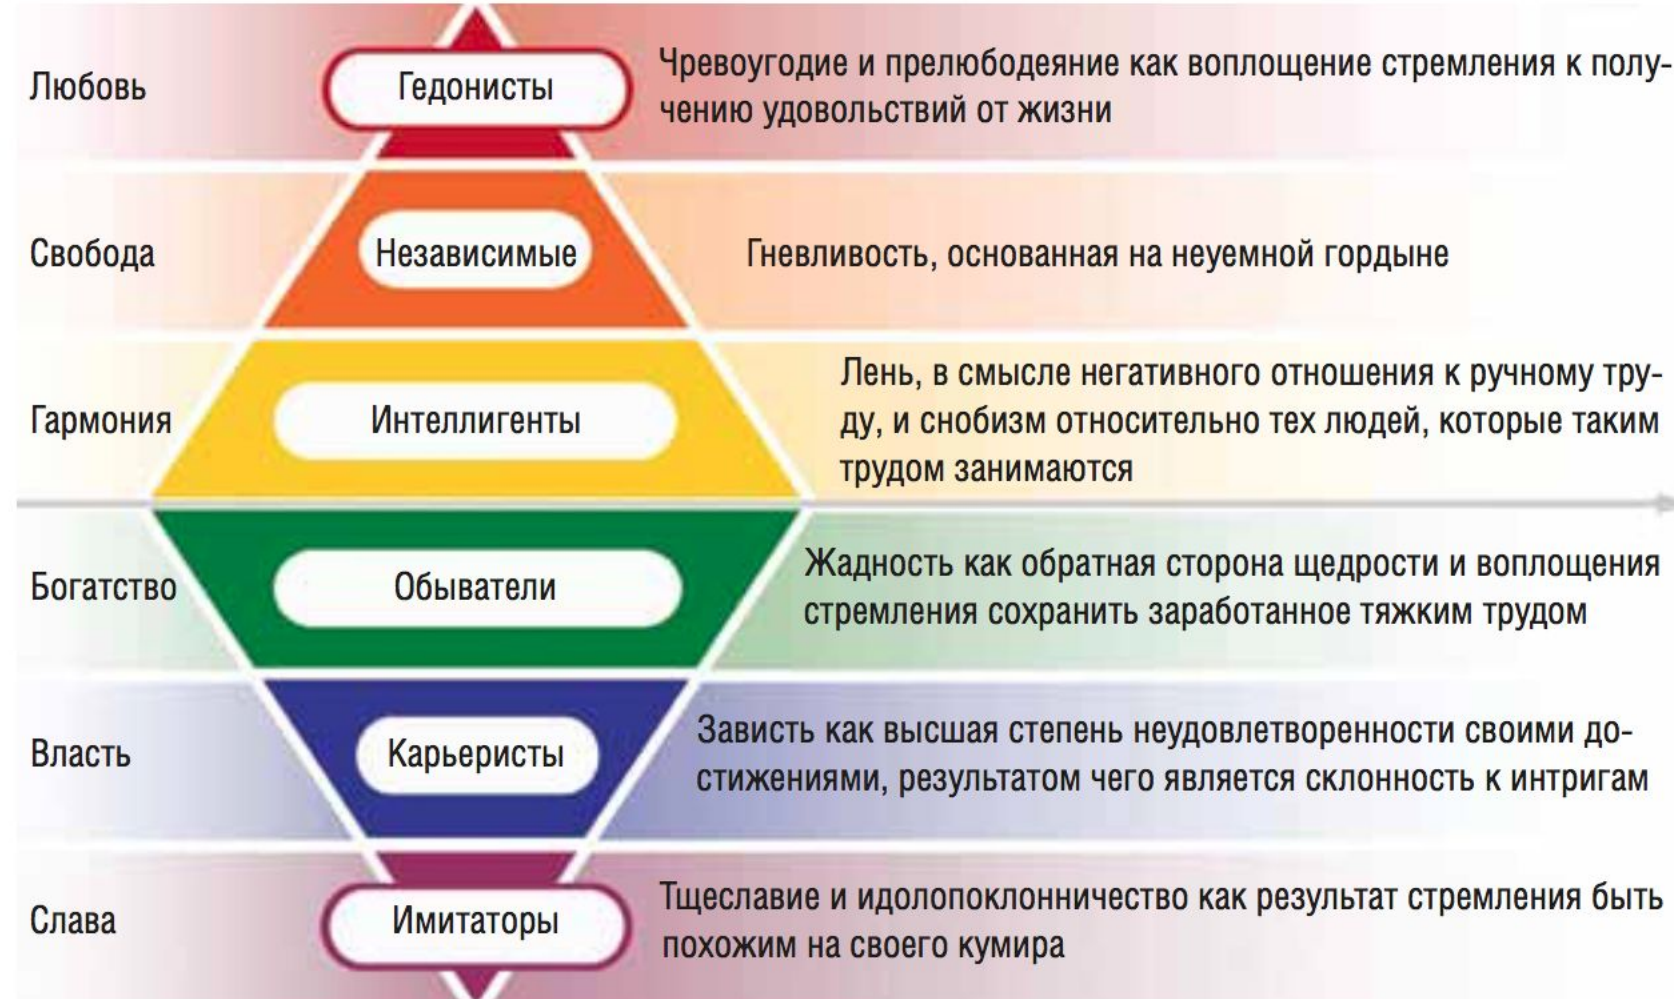 Любовь
Гедонисты
Чревоугодие и прелюбодеяние как воплощение стремления к полу-
чению удовольствий от жизни
Свобода
Независимые
Гневливость, основанная на неуемной гордыне
Гармония
Интеллигенты
Лень, в смысле негативного отношения к ручному тру-
ду, и снобизм относительно тех людей, которые таким
трудом занимаются
Богатство
Обыватели
Жадность как обратная сторона щедрости и воплощения
стремления сохранить заработанное тяжким трудом
Власть
Карьеристы
Зависть как высшая степень неудовлетворенности своими до-
стижениями, результатом чего является склонность к интригам
Слава
Имитаторы
Тщеславие и идолопоклонничество как результат стремления быть
похожим на своего кумира